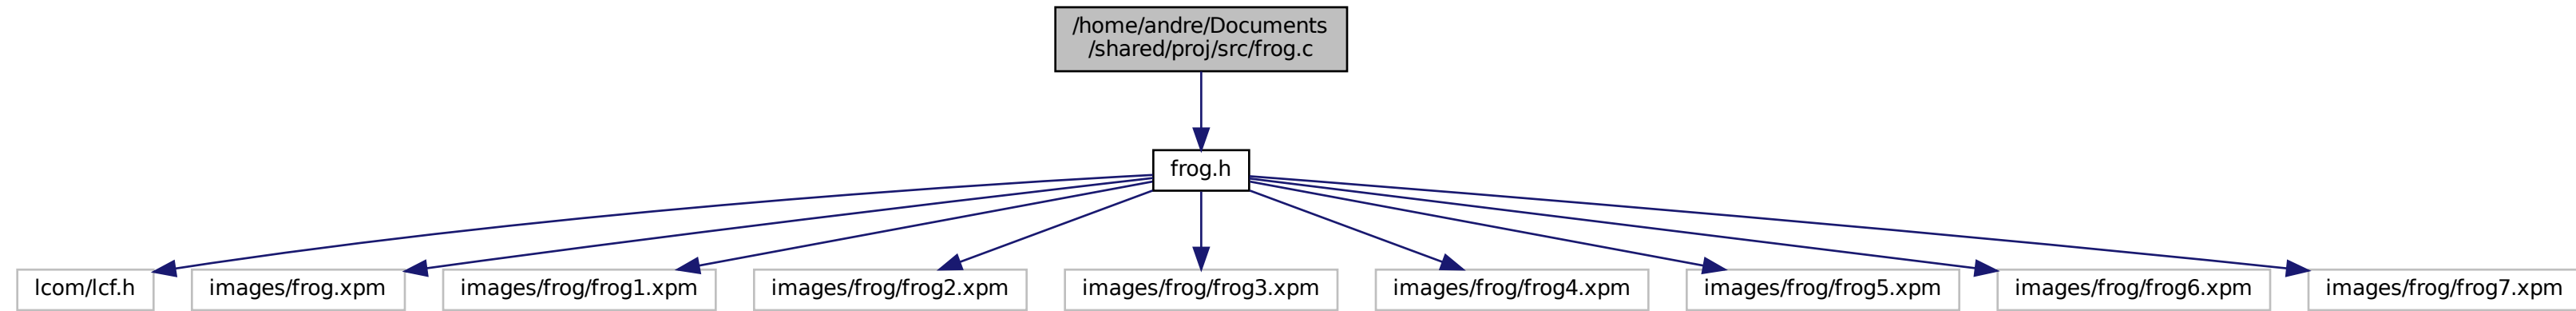 /home/andre/Documents
/shared/proj/src/frog.c
frog.h
lcom/lcf.h
images/frog.xpm
images/frog/frog1.xpm
images/frog/frog2.xpm
images/frog/frog3.xpm
images/frog/frog4.xpm
images/frog/frog5.xpm
images/frog/frog6.xpm
images/frog/frog7.xpm